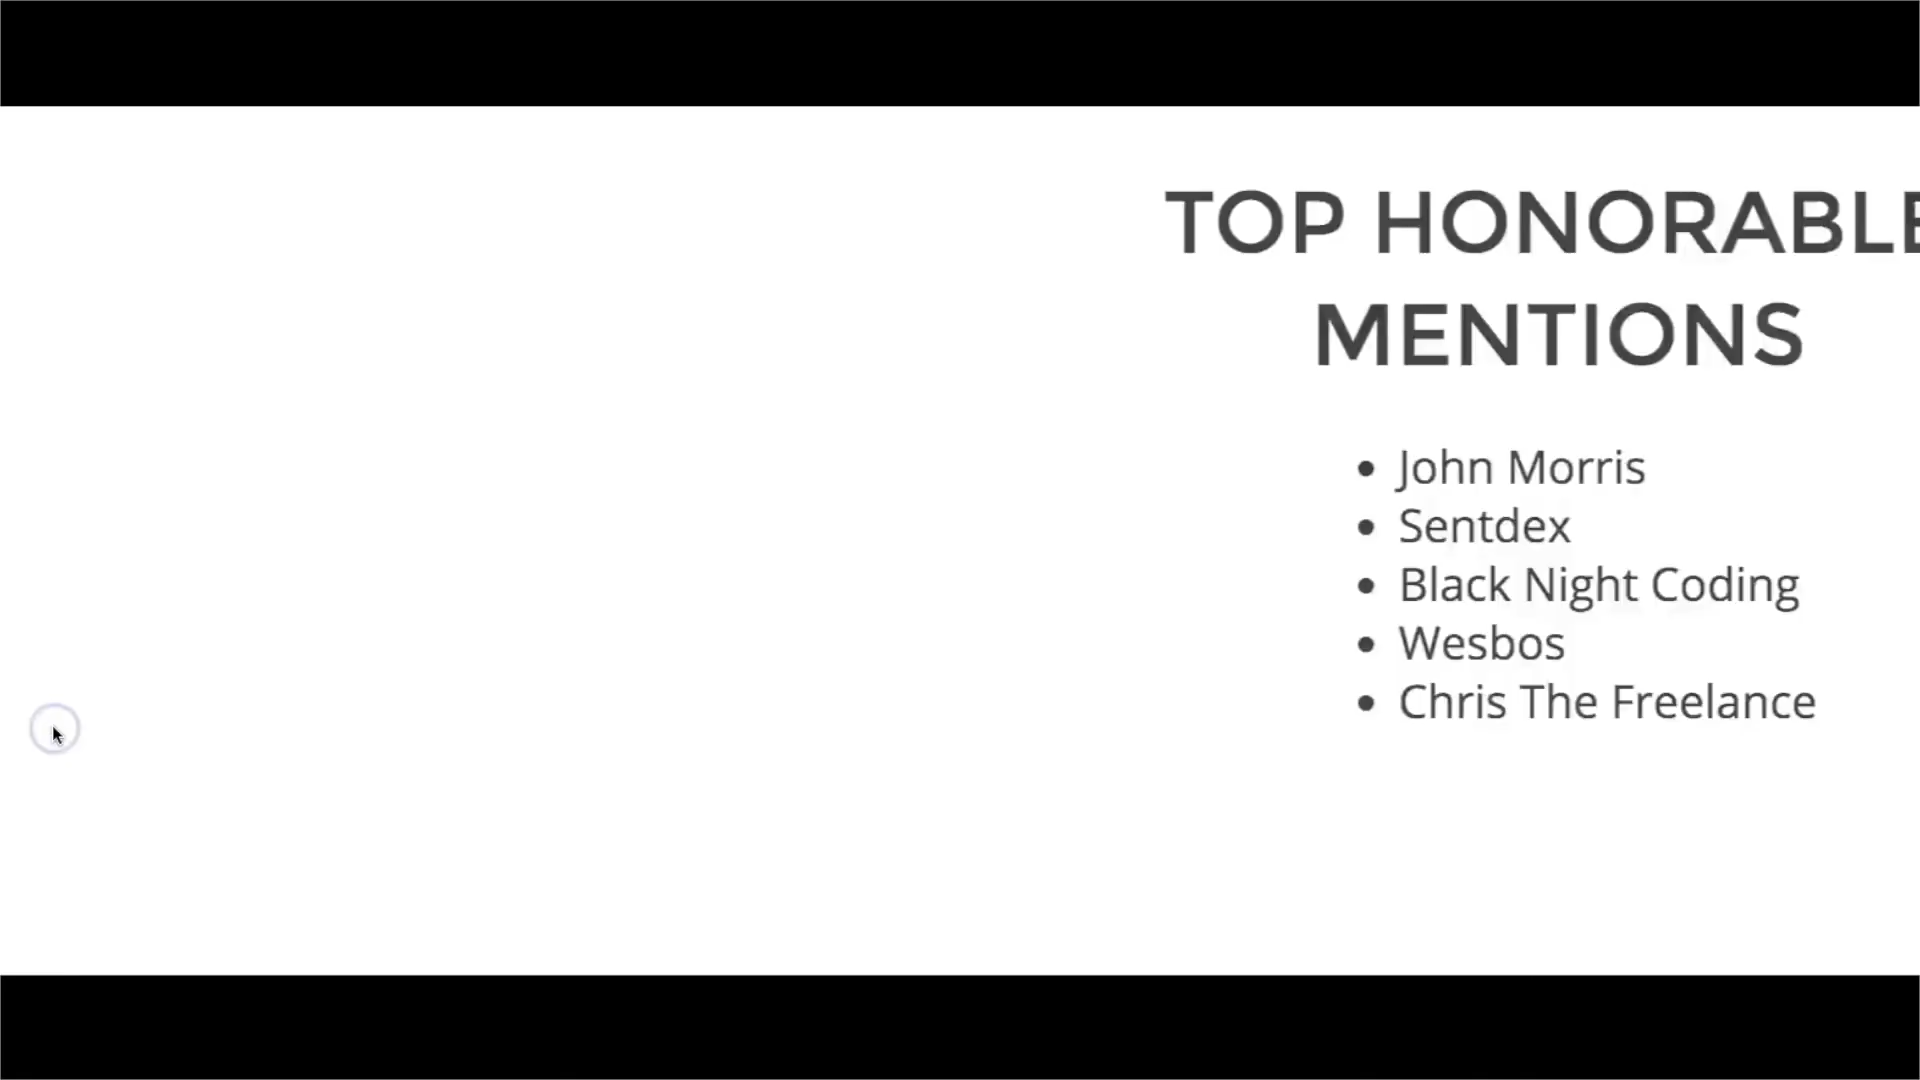 TOP HONORABLE
MENTIONS
• John Morris
• Sentdex
• Black Night Coding
• Wesbos
• Chris The Freelance